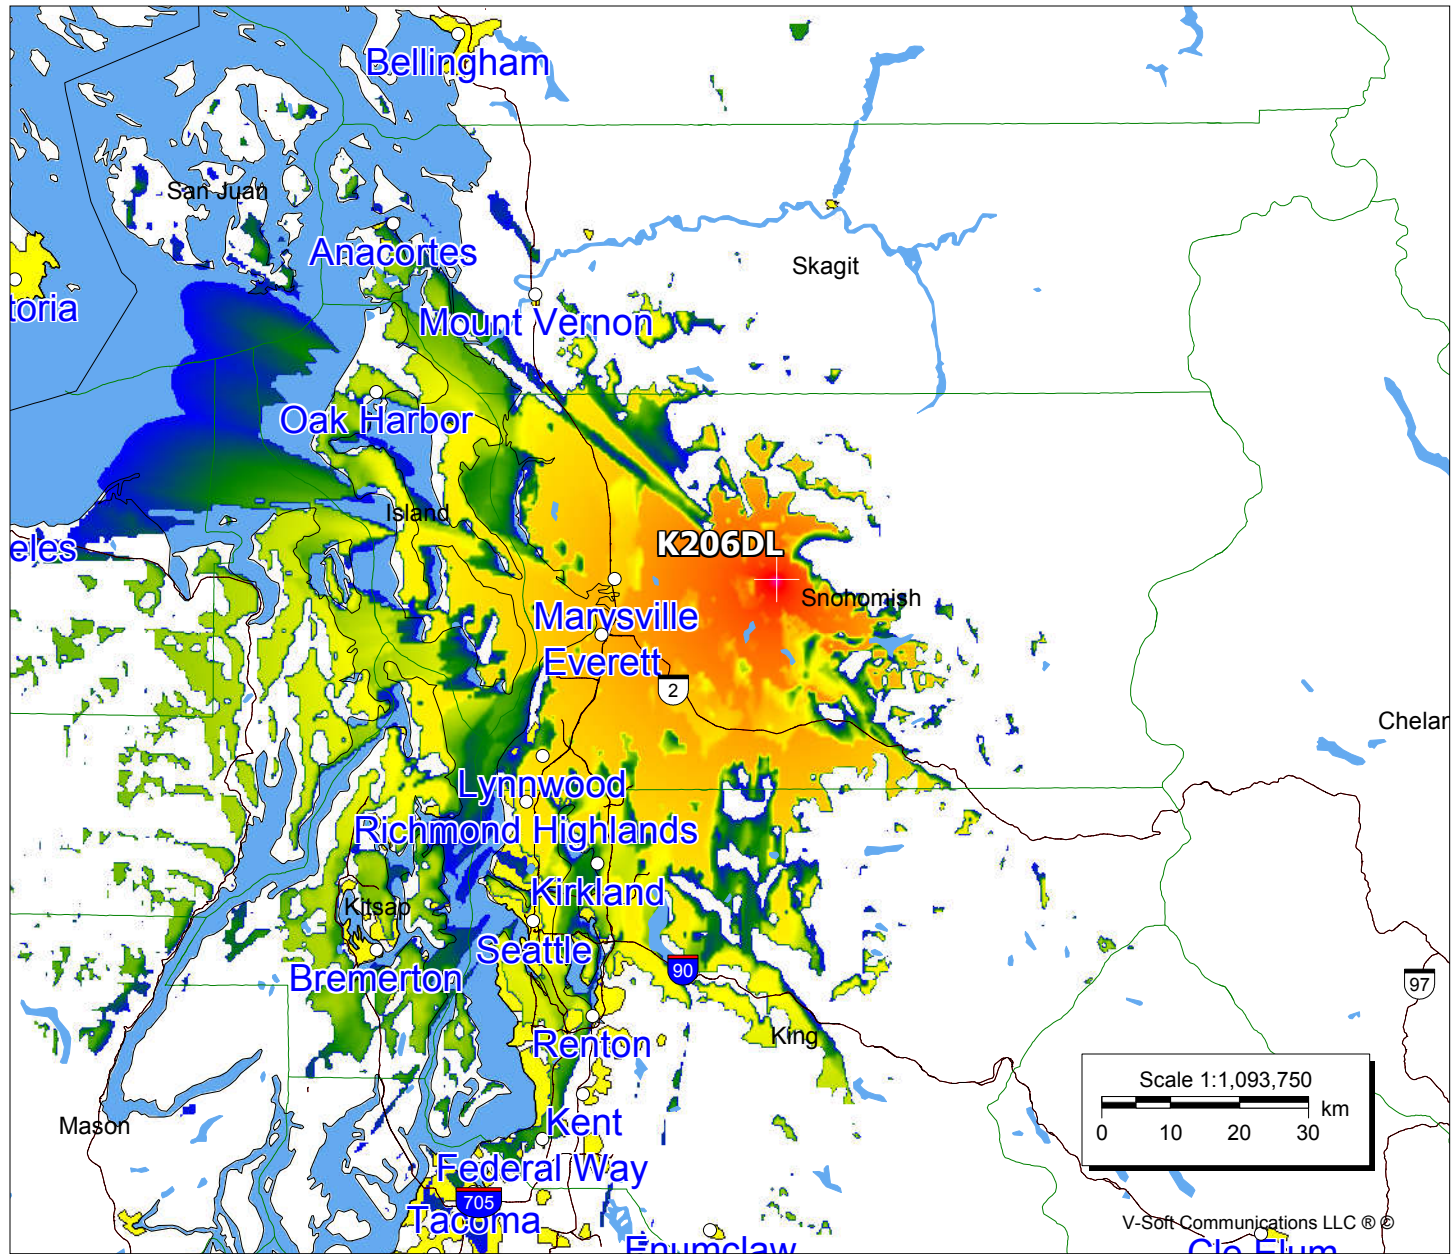 Bellingham
San Juan
Anacortes
Skagit
toria
Mount Vernon
Oak Harbor
Island
eles
K206DL
Snohomish
Marysville
Everett
2
Chelan
Lynnwood
Richmond Highlands
Kirkland
Kitsap
Seattle
Bremerton
90
97
King
Renton
Scale 1:1,093,750
km
0 10 20 30
Mason
Kent
Federal Way
705
Tacoma
V-Soft Communications LLC ® ©
Enumclaw
Cle Elum